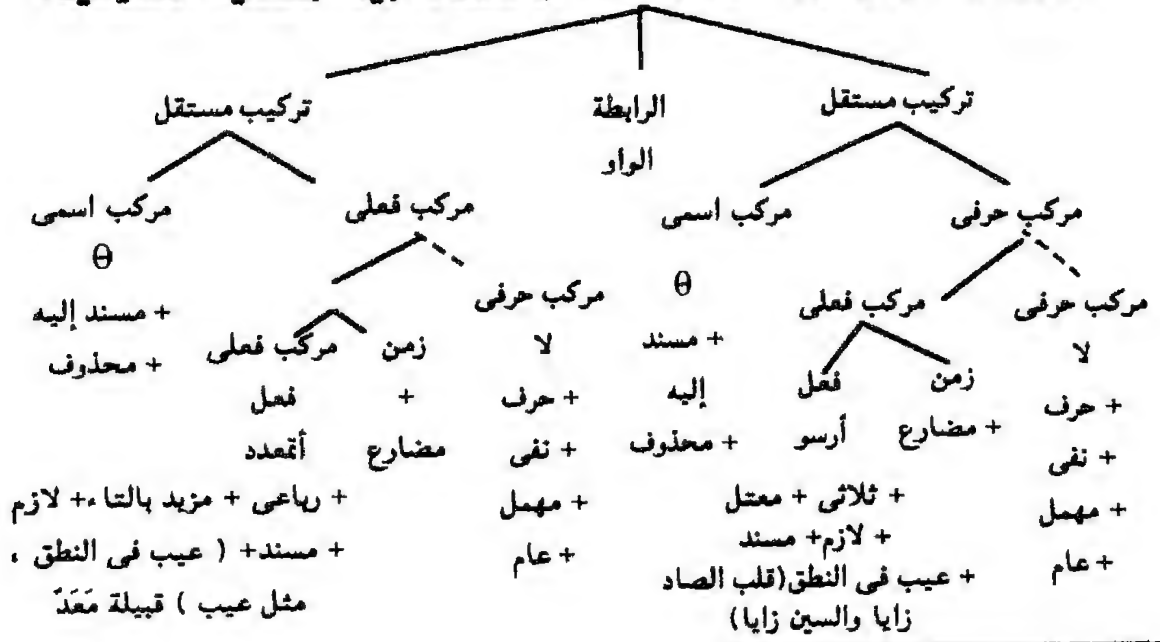 تركيب مستقل الرابطة تركيب مستقل
الواو
مركب حرفى مركب اسمى مركب فعلى مركب اسمى
θ θ
مركب حرفى مركب فعلى + مسند مركب حرفى + مسند إليه
لا زمن فعل إليه لا زمن مركب فعلى + محذوف
+ حرف + مضارع أرسو + محذوف + حرف + فعل
+ نفى + نفى مضارع أتمعدد
+ مهمل + ثلاثى + معتل + مهمل + رباعى + مزيد بالتاء + لازم
+ عام + لازم+ مسند + عام + مسند+ ( عيب فى النطق ،
+ عيب فى النطق(قلب الصاد مثل عيب ) قبيلة مَعَدّ
زايا والسين زايا)